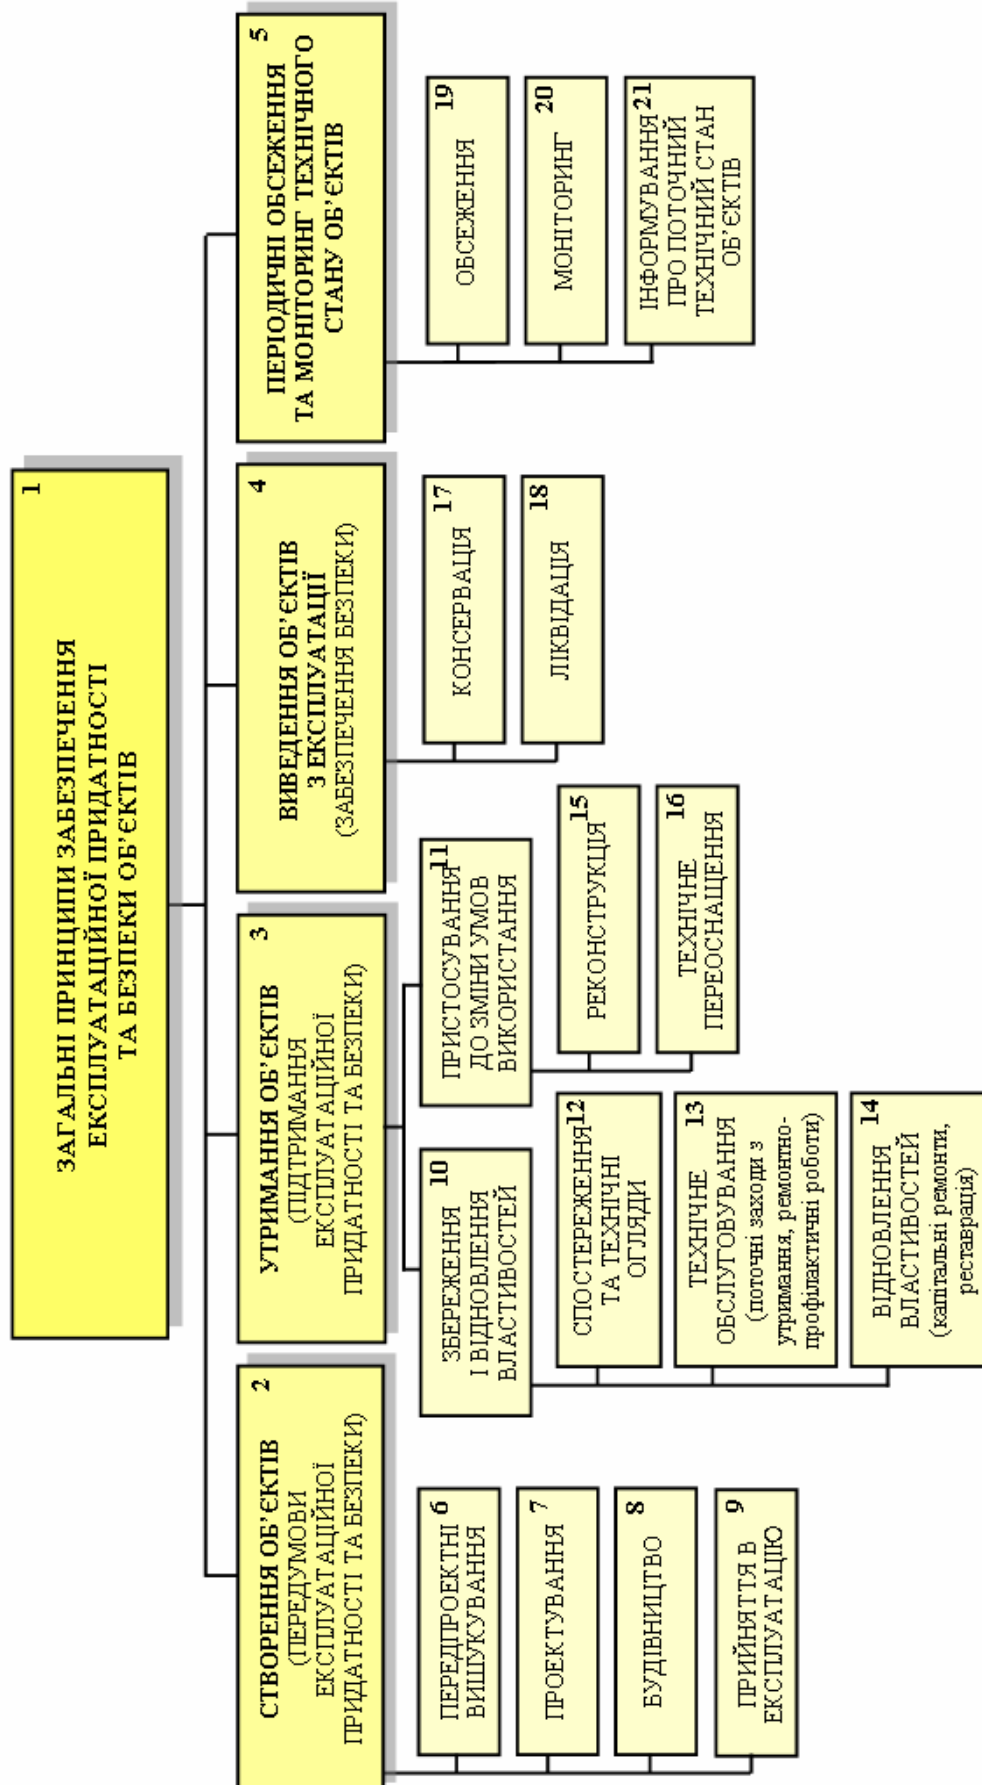 1
ЗАГАЛЬНІ ПРИНЦИПИ ЗАБЕЗПЕЧЕННЯ
ЕКСПЛУАТАЦІЙНОЇ ПРИДАТНОСТІ
ТА БЕЗПЕКИ ОБ’ЄКТІВ
2
СТВОРЕННЯ ОБ’ЄКТІВ
(ПЕРЕДУМОВИ
ЕКСПЛУАТАЦІЙНОЇ
ПРИДАТНОСТІ ТА БЕЗПЕКИ)
3
УТРИМАННЯ ОБ’ЄКТІВ
(ПІДТРИМАННЯ
ЕКСПЛУАТАЦІЙНОЇ
ПРИДАТНОСТІ ТА БЕЗПЕКИ)
4
ВИВЕДЕННЯ ОБ’ЄКТІВ
З ЕКСПЛУАТАЦІЇ
(ЗАБЕЗПЕЧЕННЯ БЕЗПЕКИ)
5
ПЕРІОДИЧНІ ОБСЕЖЕННЯ
ТА МОНІТОРИНГ ТЕХНІЧНОГО
СТАНУ ОБ’ЄКТІВ
6
ПЕРЕДПРОЕКТНІ
ВИШУКУВАННЯ
7
ПРОЕКТУВАННЯ
8
БУДІВНИЦТВО
9
ПРИЙНЯТТЯ В
ЕКСПЛУАТАЦІЮ
10
ЗБЕРЕЖЕННЯ
І ВІДНОВЛЕННЯ
ВЛАСТИВОСТЕЙ
11
ПРИСТОСУВАННЯ
ДО ЗМІНИ УМОВ
ВИКОРИСТАННЯ
12
СПОСТЕРЕЖЕННЯ
ТА ТЕХНІЧНІ
ОГЛЯДИ
13
ТЕХНІЧНЕ
ОБСЛУГОВУВАННЯ
(поточні заходи з
утримання, ремонтно-
профілактичні роботи)
14
ВІДНОВЛЕННЯ
ВЛАСТИВОСТЕЙ
(капітальні ремонти,
реставрація)
15
РЕКОНСТРУКЦІЯ
16
ТЕХНІЧНЕ
ПЕРЕОСНАЩЕННЯ
17
КОНСЕРВАЦІЯ
18
ЛІКВІДАЦІЯ
19
ОБСЕЖЕННЯ
20
МОНІТОРИНГ
21
ІНФОРМУВАННЯ
ПРО ПОТОЧНИЙ
ТЕХНІЧНИЙ СТАН
ОБ’ЄКТІВ